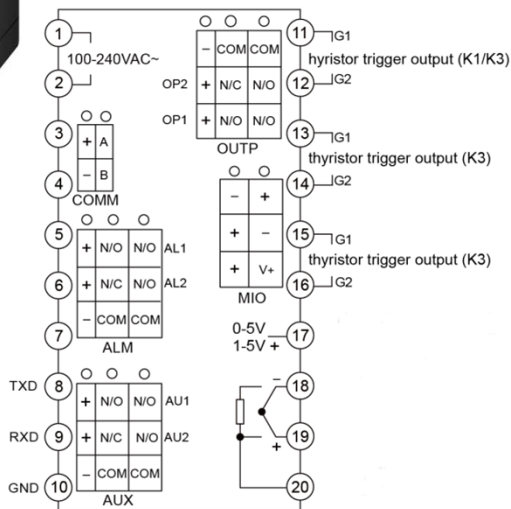 1
100-240VAC~
2
3
+ A
4
- B
COMM
5
+ N/O N/O AL1
6
+ N/C N/O AL2
7
- COM COM
ALM
TXD 8
+ N/O N/O AU1
RXD 9
+ N/C N/O AU2
GND 10
- COM COM
AUX
- COM COM
OP2 + N/C N/O
OP1 + N/O N/O
OUTP
- +
+ -
+ V+
MIO
11 G1
hyristor trigger output (K1/K3)
12 G2
13 G1
thyristor trigger output (K3)
14 G2
15 G1
thyristor trigger output (K3)
16 G2
0-5V
1-5V + 17
- 18
+ 19
20